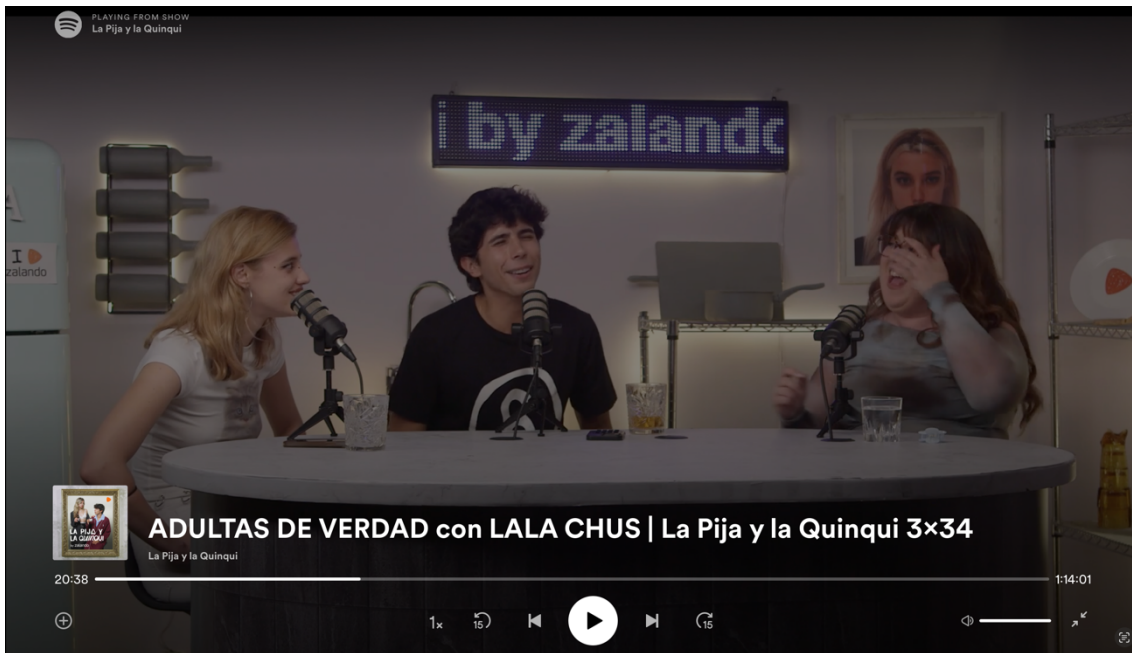 PLAYING FROM SHOW
La Pija y la Quinqui
i by zalando
I
zalando
LA PIJA Y
LA QUINQUI
ADULTAS DE VERDAD con LALA CHUS | La Pija y la Quinqui 3×34
La Pija y la Quinqui
20:38
1:14:01
1x
15
15